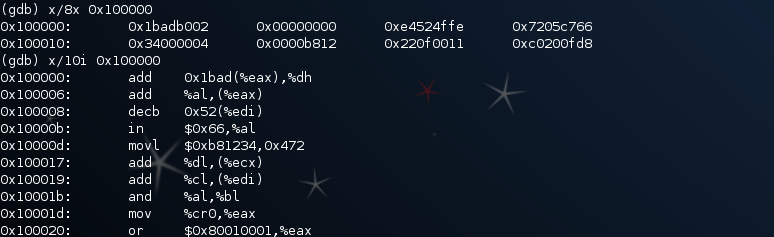 (gdb) x/8x 0x100000
0x100000: 0x1badb002 0x00000000 0xe4524ffe 0x7205c766
0x100010: 0x34000004 0x0000b812 0x220f0011 0xc0200fd8
(gdb) x/10i 0x100000
0x100000: add 0x1bad(%eax),%dh
0x100006: add %al,(%eax)
0x100008: decb 0x52(%edi)
0x10000b: in $0x66,%al
0x10000d: movl $0xb81234,0x472
0x100017: add %dl,(%ecx)
0x100019: add %cl,(%edi)
0x10001b: and %al,%bl
0x10001d: mov %cr0,%eax
0x100020: or $0x80010001,%eax